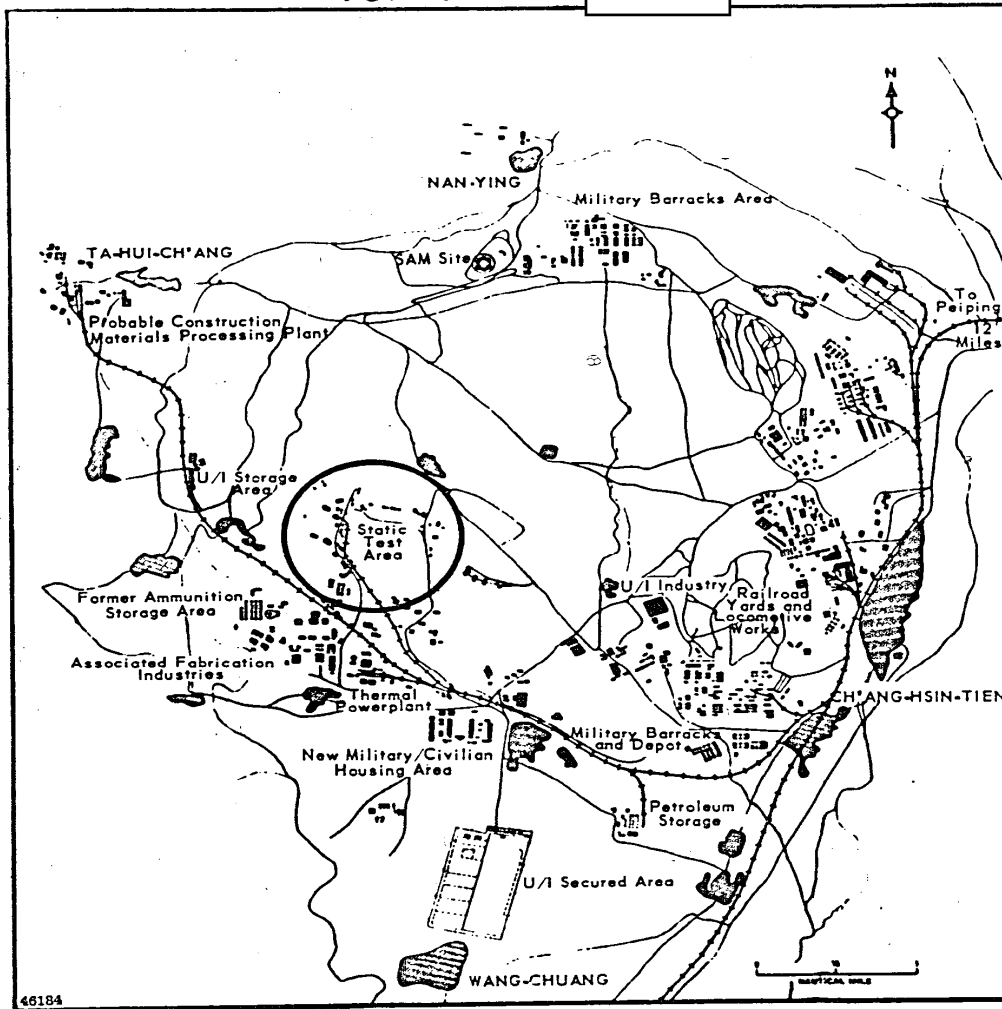 N
NAN-YING
Military Barracks Area
TA-HUI-CH'ANG
SAM Site
To
Peiping
12
Miles
Probable Construction
Materials Processing Plant
U/I Storage
Area
Static
Test
Area
Former Ammunition
Storage Area
U/I Industry
Railroad
Yards and
Locomotive
Works
Associated Fabrication
Industries
Thermal
Powerplant
CH'ANG-HSIN-TIEN
New Military/Civilian
Housing Area
Military Barracks
and Depot
Petroleum
Storage
U/I Secured Area
WANG-CHUANG
NAUTICAL MILE
46184